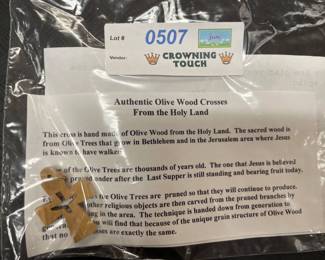 Lot #
0507
Vendor:
CROWNING
TOUCH
Authentic Olive Wood Crosses
From the Holy Land
This cross is hand made of Olive Wood from the Holy Land. The sacred wood is
from Olive Trees that grow in Bethlehem and in the Jerusalem area where Jesus
is known to have walked.
of the Olive Trees are thousands of years old. The one that Jesus is believed
under after the Last Supper is still standing and bearing fruit today.
the Olive Trees are pruned so that they will continue to produce.
other religious objects are then carved from the pruned branches by
in the area. The technique is handed down from generation to
You will find that because of the unique grain structure of Olive Wood
that no are exactly the same.